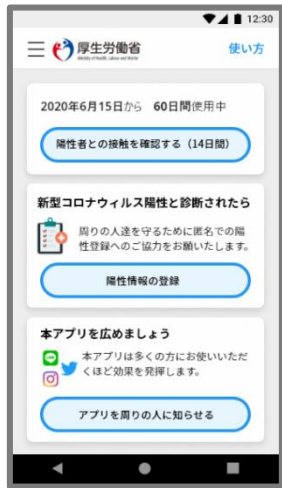 12:30
厚生労働省
Ministry of Health, Labour and Welfare
使い方
2020年6月15日から 60日間使用中
陽性者との接触を確認する（14日間）
新型コロナウィルス陽性と診断されたら
周りの人達を守るために匿名での陽
性登録へのご協力をお願いいたします。
陽性情報の登録
本アプリを広めましょう
本アプリは多くの方にお使いいただ
くほど効果を発揮します。
アプリを周りの人に知らせる